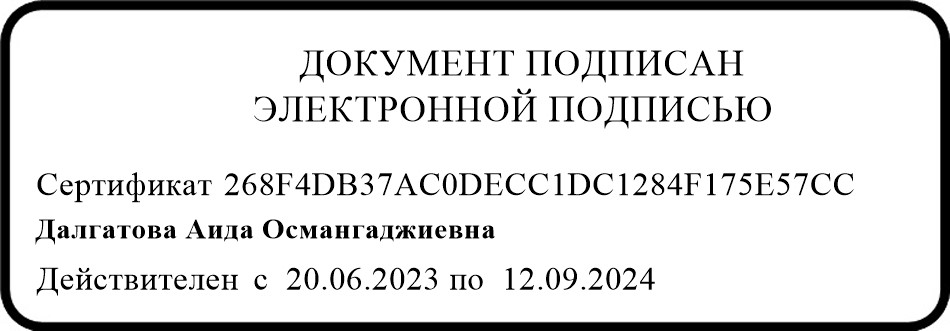 ДОКУМЕНТ ПОДПИСАН
ЭЛЕКТРОННОЙ ПОДПИСЬЮ
Сертификат 268F4DB37AC0DECC1DC1284F175E57CC
Далгатова Аида Османгаджиевна
Действителен с 20.06.2023 по 12.09.2024